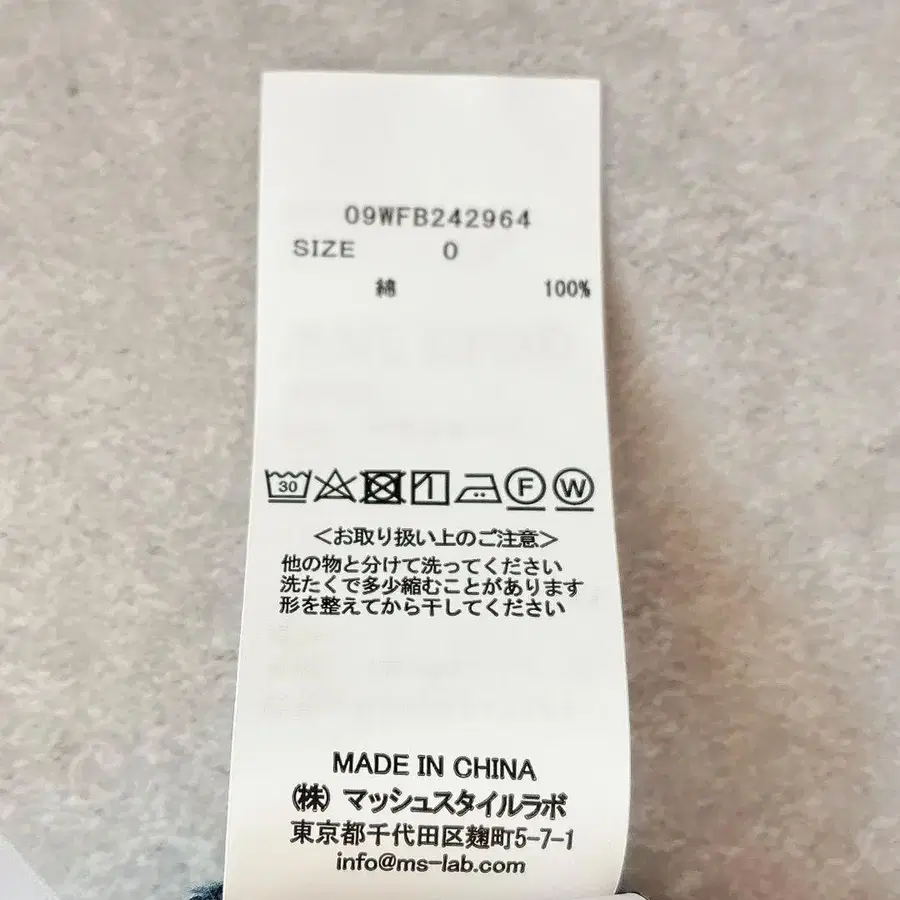 09WFB242964
SIZE 0
綿 100%
30 F W
<お取り扱い上のご注意>
他の物と分けて洗ってください
洗たくで多少縮むことがあります
形を整えてから干してください
MADE IN CHINA
(株) マッシュスタイルラボ
東京都千代田区麹町5-7-1
info@ms-lab.com